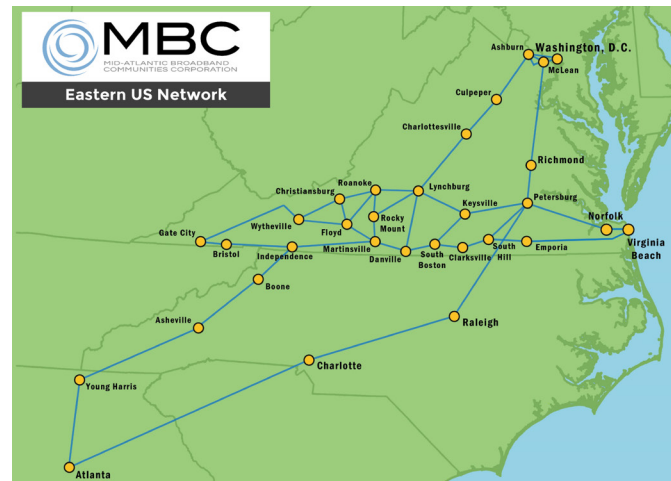 MBC
MID-ATLANTIC BROADBAND
COMMUNITIES CORPORATION
Eastern US Network
Ashburn
Washington, D.C.
McLean
Culpeper
Charlottesville
Richmond
Roanoke
Christiansburg
Lynchburg
Keysville
Petersburg
Norfolk
Virginia
Beach
Gate City
Wytheville
Rocky
Mount
Floyd
Bristol
Independence
Martinsville
Danville
South
Boston
Clarksville
South
Hill
Emporia
Boone
Asheville
Raleigh
Charlotte
Young Harris
Atlanta